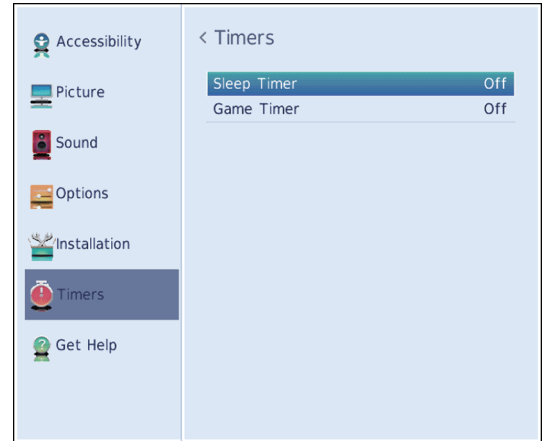 Accessibility
Picture
Sound
Options
Installation
Timers
Get Help
< Timers
Sleep Timer Off
Game Timer Off